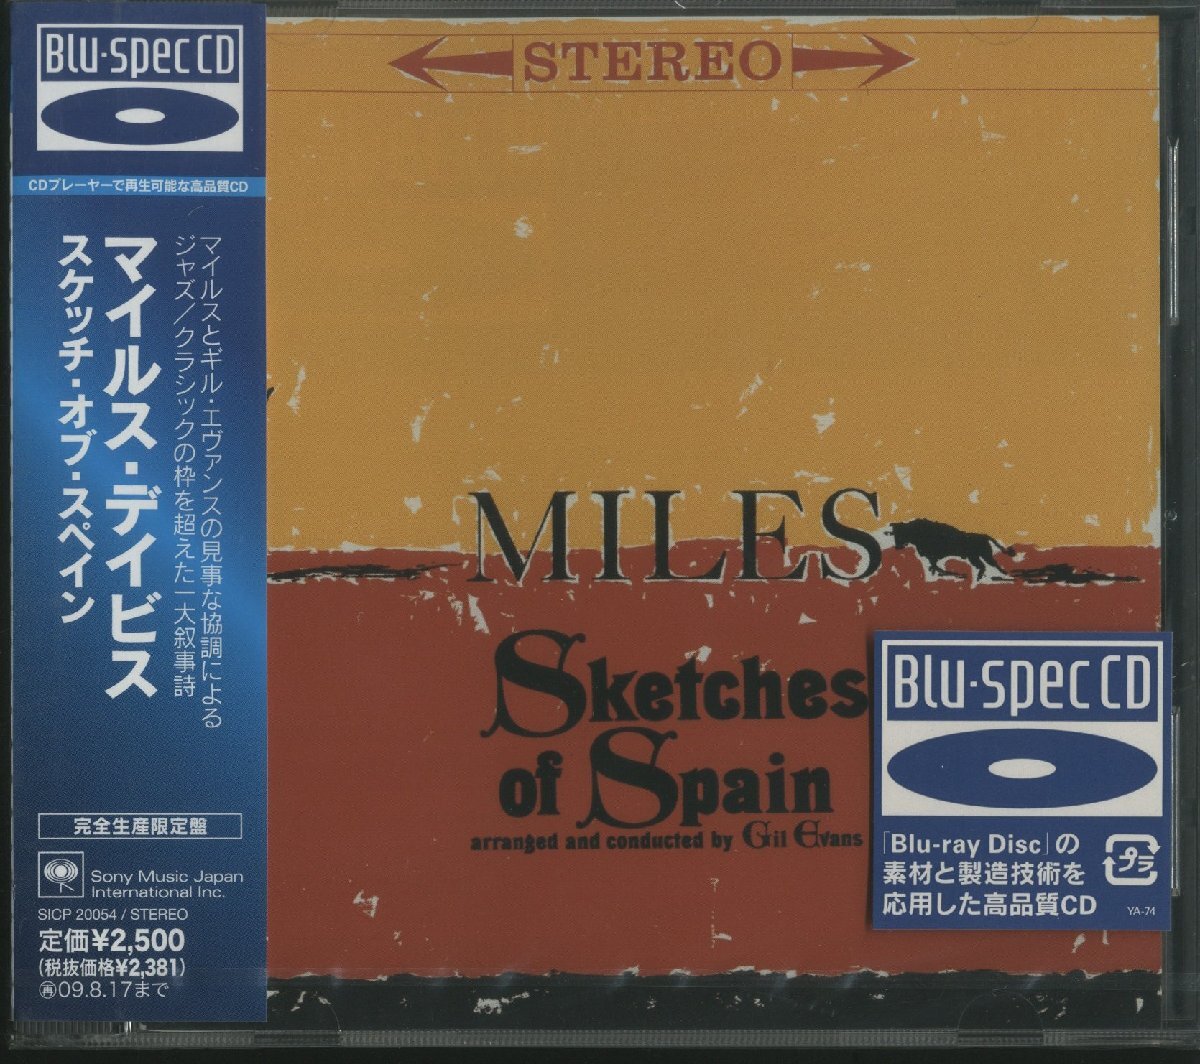 Blu-spec CD
CDプレーヤーで再生可能な高品質CD
マイルスとギル・エヴァンスの見事な協調による
ジャズ/クラシックの枠を超えた一大叙事詩
マイルス・デイビス
スケッチ・オブ・スペイン
完全生産限定盤
Sony Music Japan
International Inc.
SICP 20054 / STEREO
定価¥2,500
(税抜価格¥2,381)
再09.8.17まで
STEREO
MILES
Sketches
of Spain
arranged and conducted by Gil Evans
Blu-spec CD
「Blu-ray Disc」の
素材と製造技術を
応用した高品質CD
プラ
YA-74